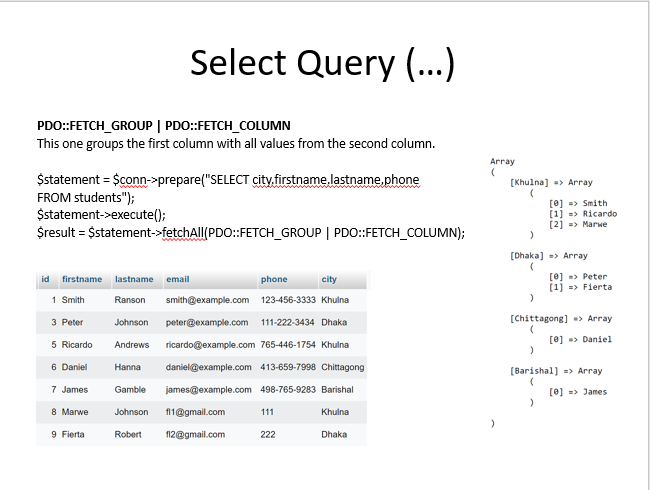 Select Query (…)
PDO::FETCH_GROUP | PDO::FETCH_COLUMN
This one groups the first column with all values from the second column.
$statement = $conn->prepare("SELECT city,firstname,lastname,phone
FROM students");
$statement->execute();
$result = $statement->fetchAll(PDO::FETCH_GROUP | PDO::FETCH_COLUMN);
id firstname lastname email phone city
1 Smith Ranson smith@example.com 123-456-3333 Khulna
3 Peter Johnson peter@example.com 111-222-3434 Dhaka
5 Ricardo Andrews ricardo@example.com 765-446-1754 Khulna
6 Daniel Hanna daniel@example.com 413-659-7998 Chittagong
7 James Gamble james@example.com 498-765-9283 Barishal
8 Marwe Johnson fl1@gmail.com 111 Khulna
9 Fierta Robert fl2@gmail.com 222 Dhaka
Array
(
[Khulna] => Array
(
[0] => Smith
[1] => Ricardo
[2] => Marwe
)
[Dhaka] => Array
(
[0] => Peter
[1] => Fierta
)
[Chittagong] => Array
(
[0] => Daniel
)
[Barishal] => Array
(
[0] => James
)
)